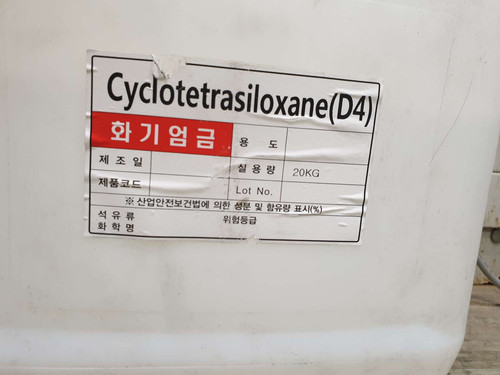 Cyclotetrasiloxane(D4)
화기엄금 용 도
제조일 실용량 20KG
제품코드 Lot No.
※ 산업안전보건법에 의한 성분 및 함유량 표시(%)
석유류 위험등급
화학명